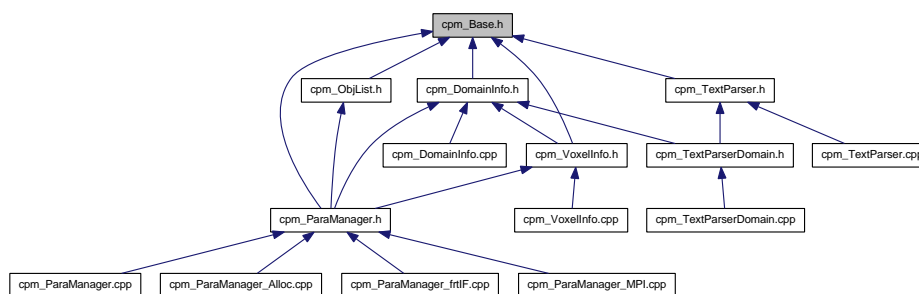 cpm_Base.h
cpm_ObjList.h
cpm_DomainInfo.h
cpm_TextParser.h
cpm_DomainInfo.cpp
cpm_VoxelInfo.h
cpm_TextParserDomain.h
cpm_TextParser.cpp
cpm_ParaManager.h
cpm_VoxelInfo.cpp
cpm_TextParserDomain.cpp
cpm_ParaManager.cpp
cpm_ParaManager_Alloc.cpp
cpm_ParaManager_frtIF.cpp
cpm_ParaManager_MPI.cpp